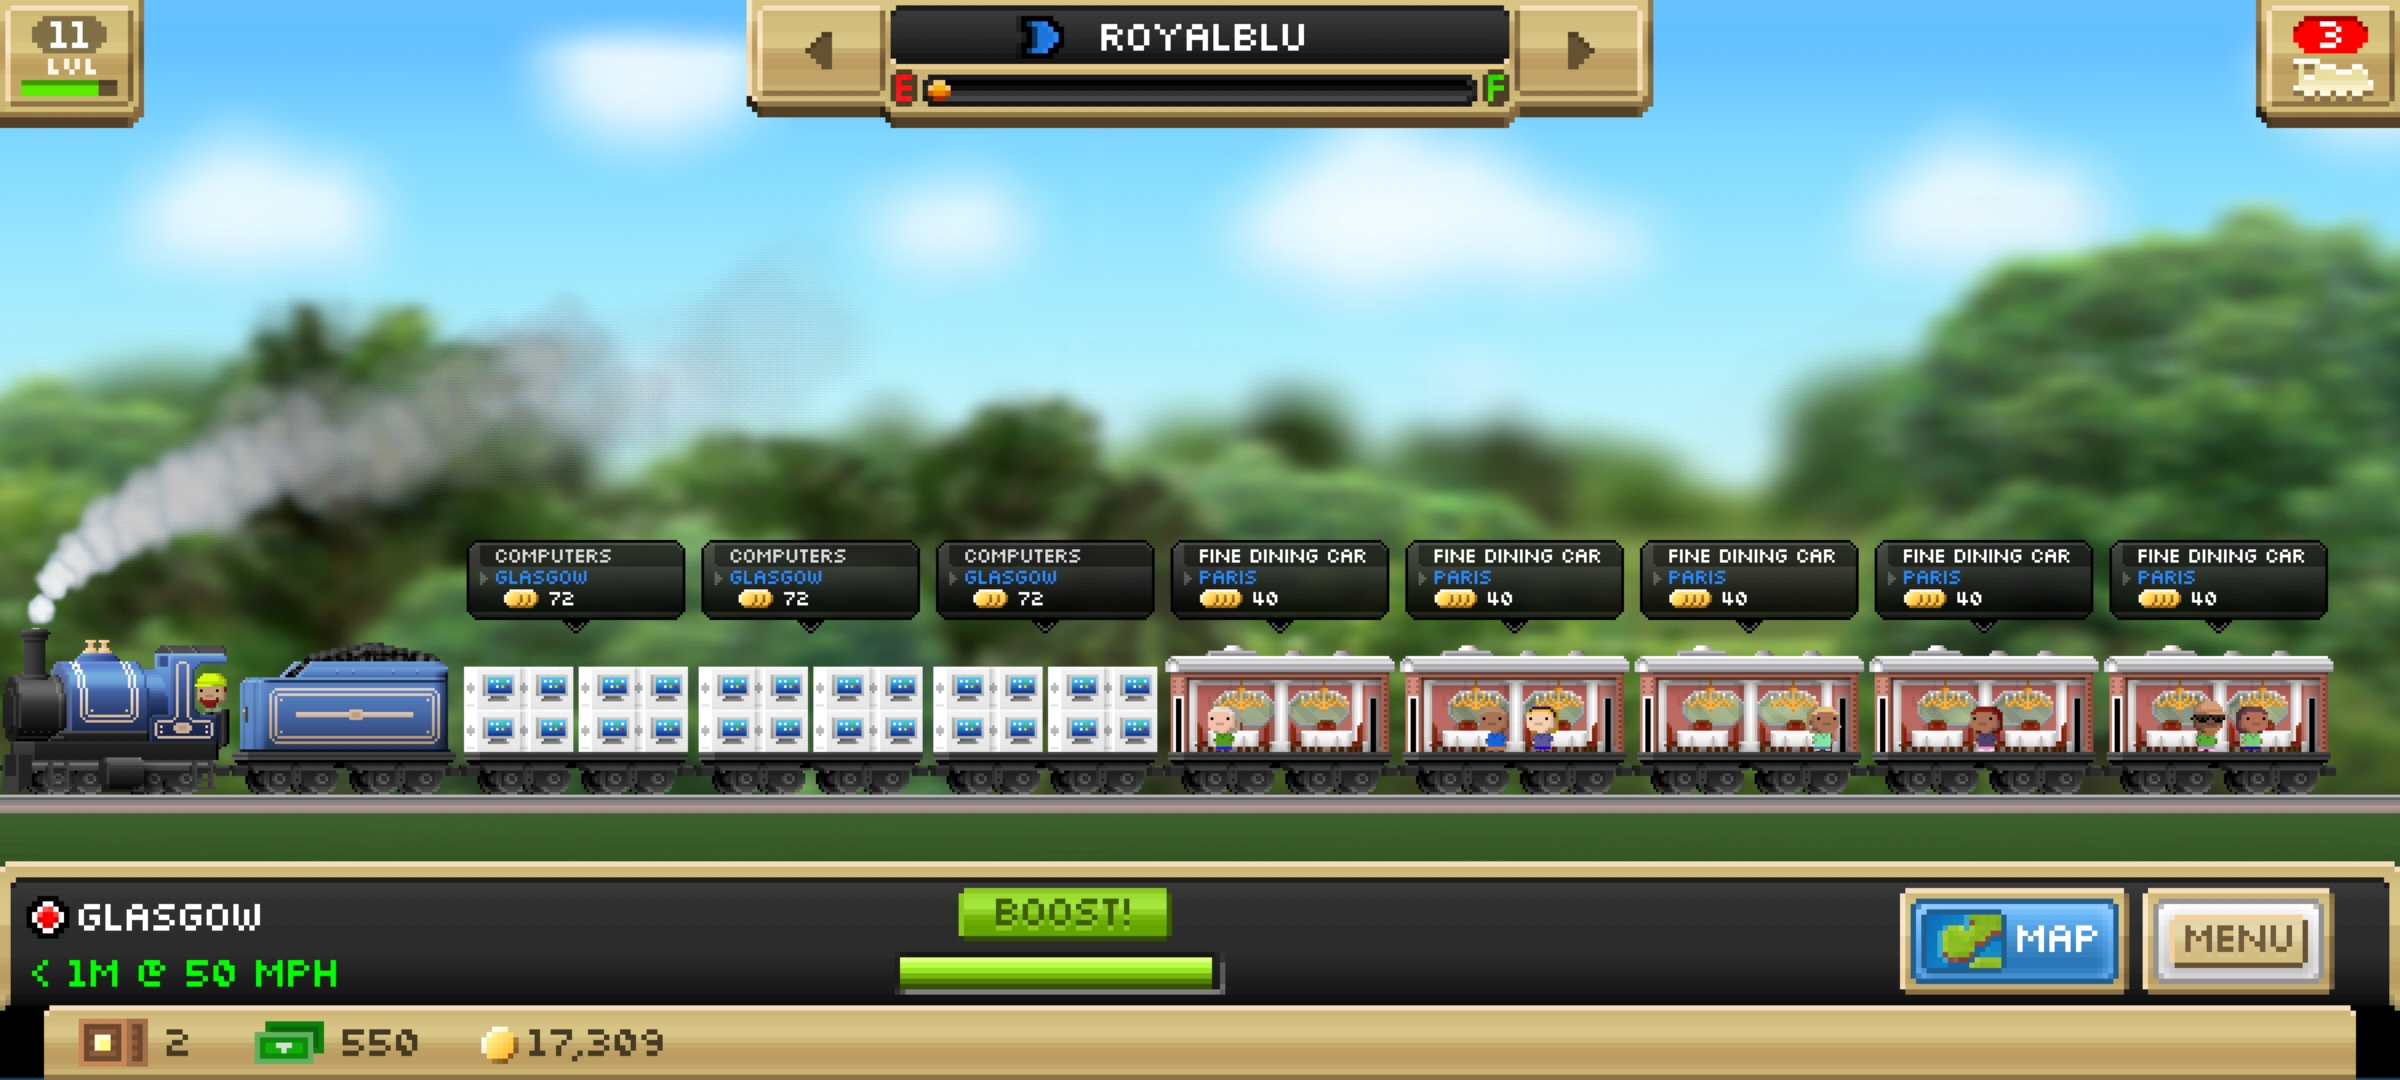 11
LVL
ROYALBLU
E F
3
COMPUTERS
GLASGOW
72
COMPUTERS
GLASGOW
72
COMPUTERS
GLASGOW
72
FINE DINING CAR
PARIS
40
FINE DINING CAR
PARIS
40
FINE DINING CAR
PARIS
40
FINE DINING CAR
PARIS
40
FINE DINING CAR
PARIS
40
GLASGOW
< 1M @ 50 MPH
BOOST!
MAP
MENU
2
550
17,309